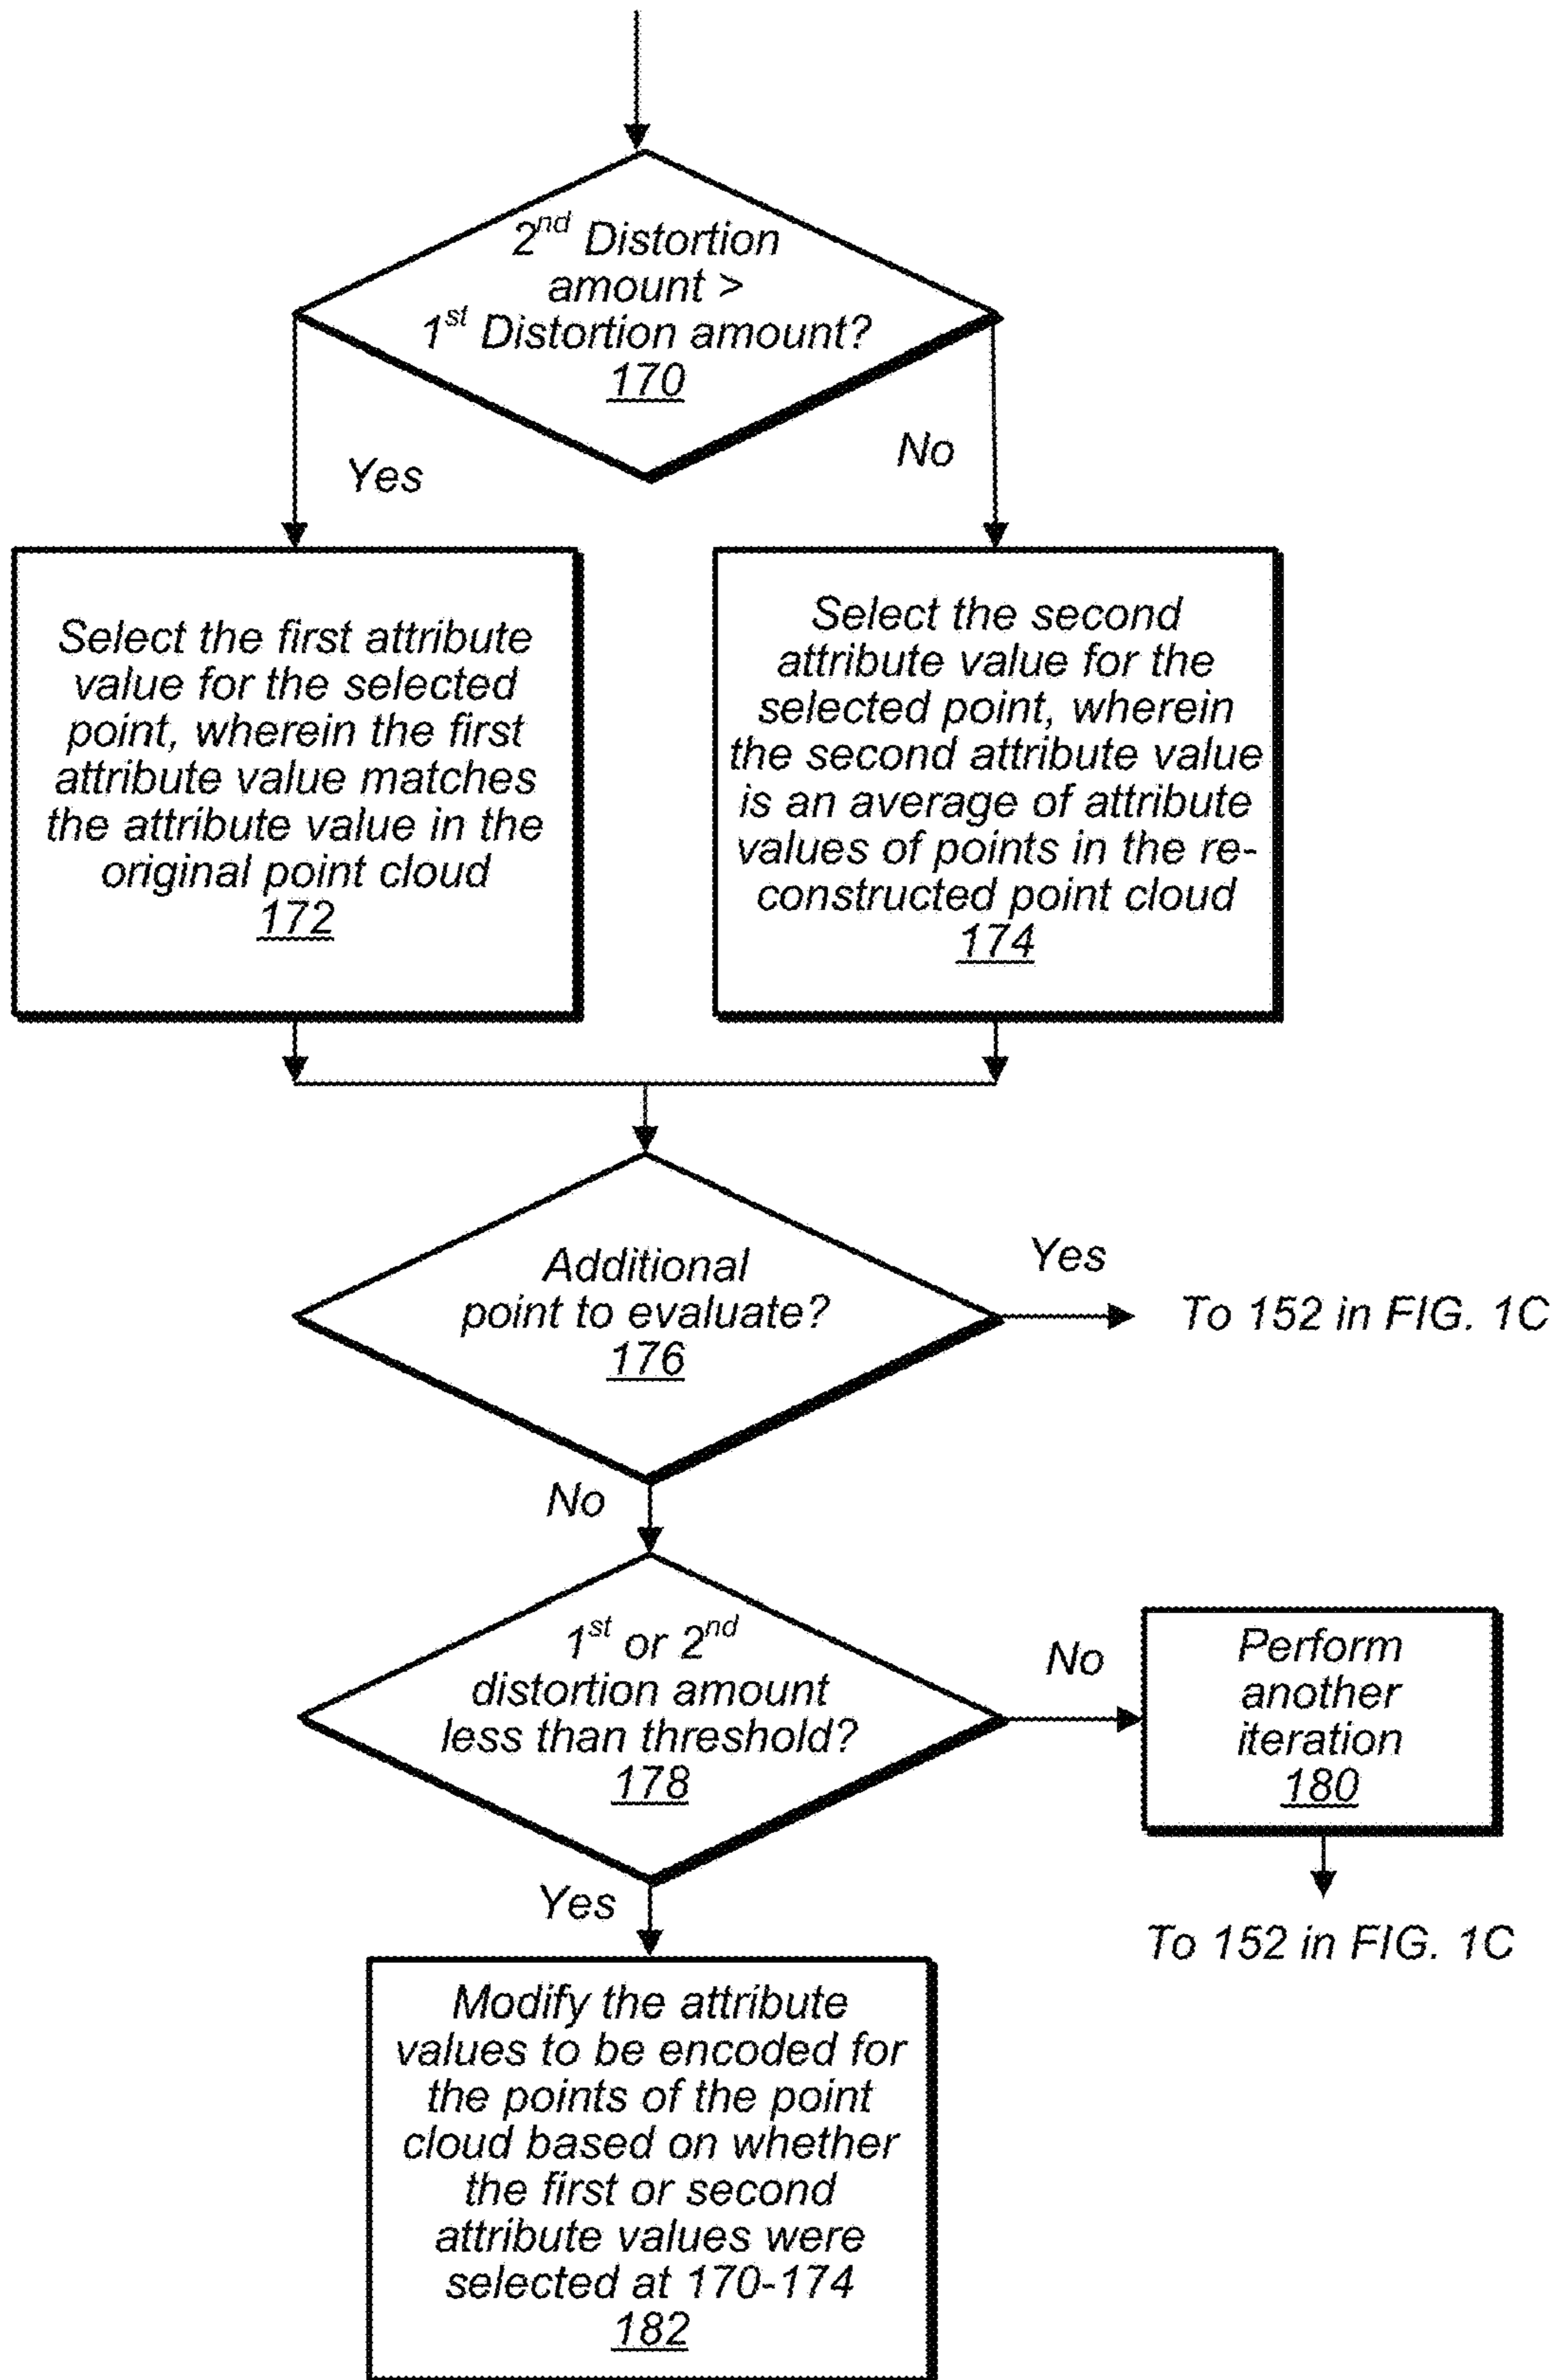 2nd Distortion
amount >
1st Distortion amount?
170
Yes
No
Select the first attribute
value for the selected
point, wherein the first
attribute value matches
the attribute value in the
original point cloud
172
Select the second
attribute value for the
selected point, wherein
the second attribute value
is an average of attribute
values of points in the re-
constructed point cloud
174
Additional
point to evaluate?
176
Yes
To 152 in FIG. 1C
No
1st or 2nd
distortion amount
less than threshold?
178
No
Perform
another
iteration
180
To 152 in FIG. 1C
Yes
Modify the attribute
values to be encoded for
the points of the point
cloud based on whether
the first or second
attribute values were
selected at 170-174
182